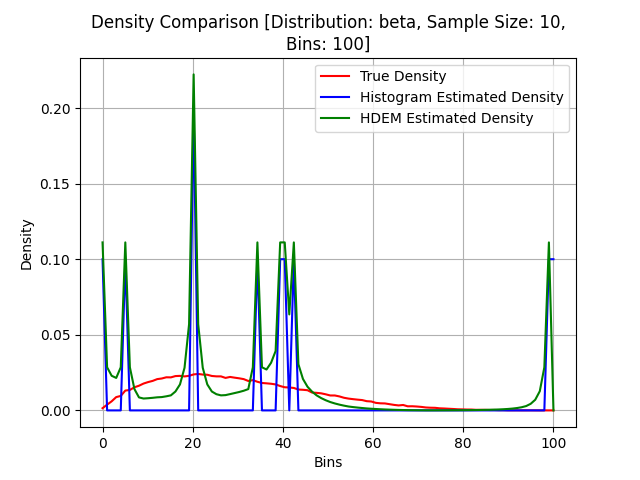 Density Comparison [Distribution: beta, Sample Size: 10,
Bins: 100]
True Density
Histogram Estimated Density
HDEM Estimated Density
Density
0.20
0.15
0.10
0.05
0.00
0 20 40 60 80 100
Bins